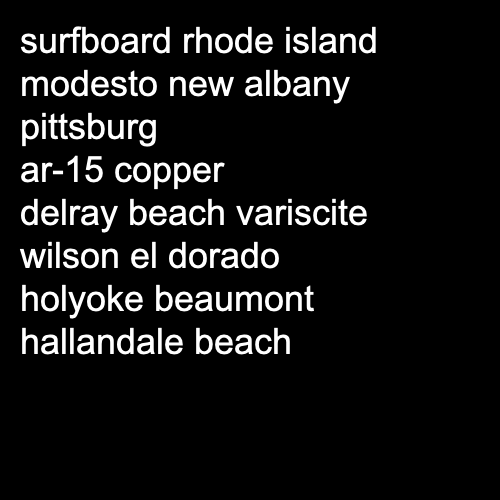 surfboard rhode island
modesto new albany
pittsburg
ar-15 copper
delray beach variscite
wilson el dorado
holyoke beaumont
hallandale beach